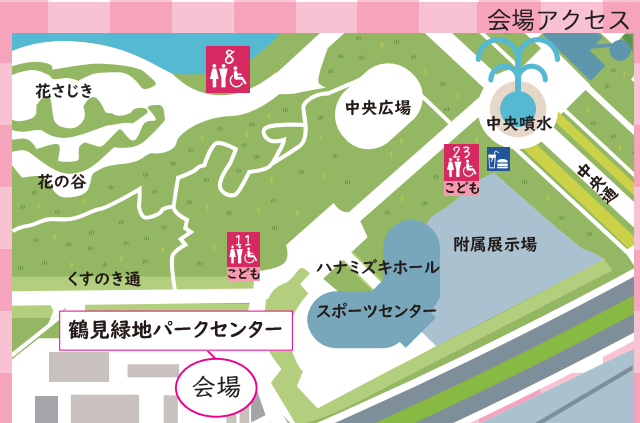 会場アクセス
8
花さじき
中央広場
中央噴水
23
こども
中央通
花の谷
11
こども
附属展示場
ハナミズキホール
くすのき通
スポーツセンター
鶴見緑地パークセンター
会場